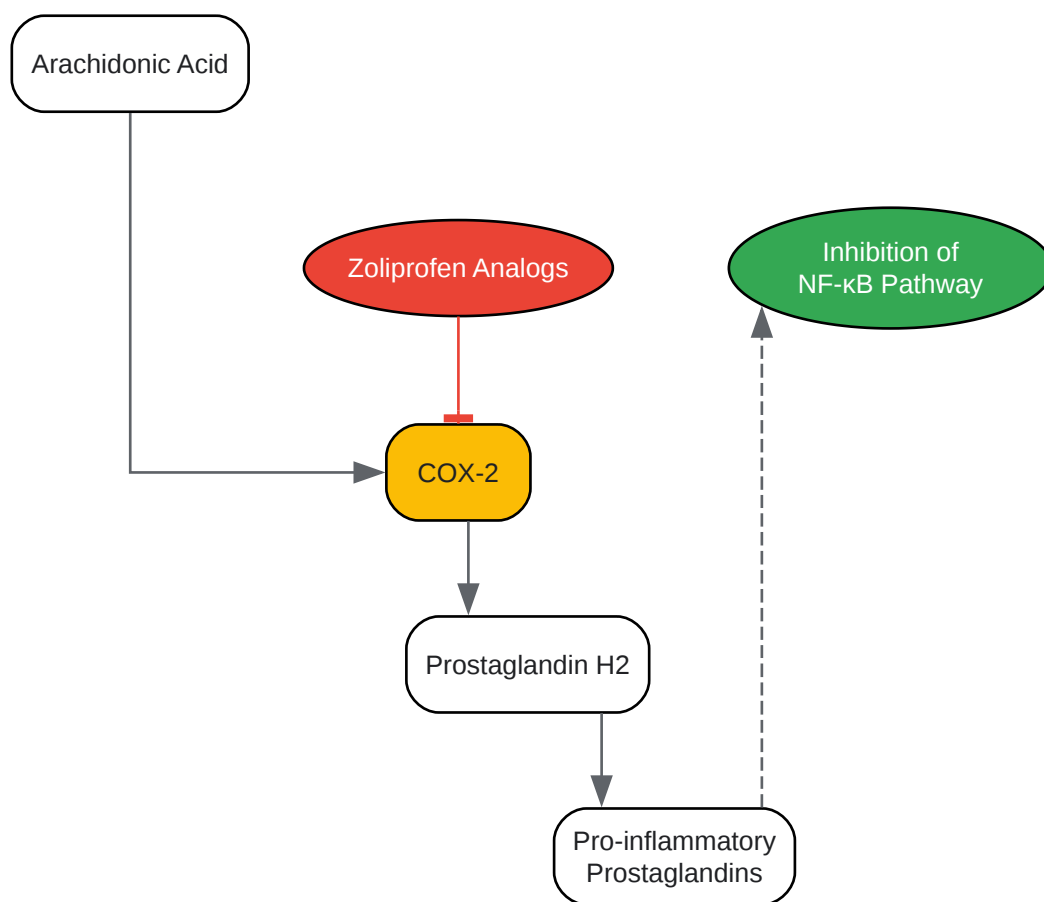 Arachidonic Acid
Zoliprofen Analogs
Inhibition of
NF-κB Pathway
COX-2
Prostaglandin H2
Pro-inflammatory
Prostaglandins